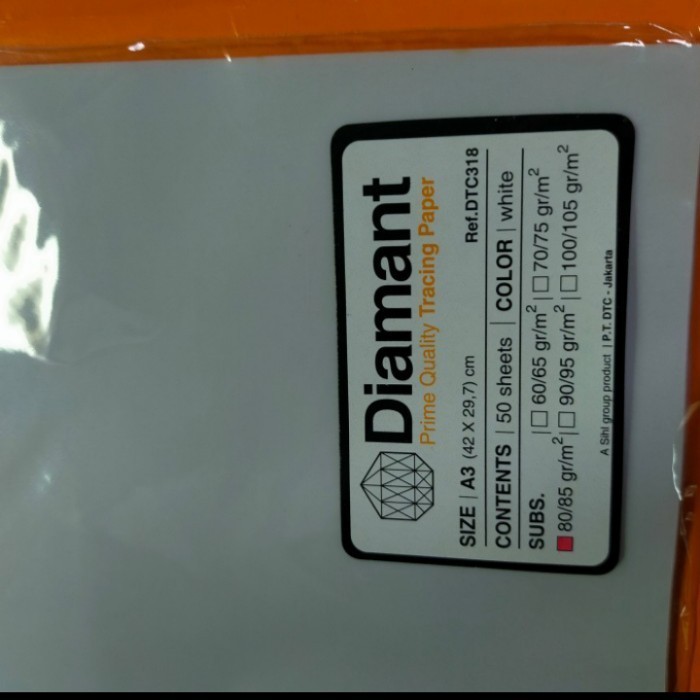 Diamant
Prime Quality Tracing Paper
SIZE | A3 (42 X 29,7) cm Ref.DTC318
CONTENTS | 50 sheets | COLOR | white
SUBS. | 60/65 gr/m² | 70/75 gr/m²
80/85 gr/m² | 90/95 gr/m² | 100/105 gr/m²
A Sihl group product | P.T. DTC - Jakarta